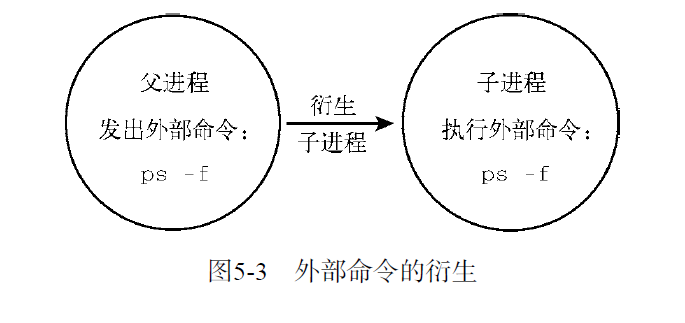 父进程
发出外部命令：
ps -f
衍生
子进程
子进程
执行外部命令：
ps -f
图5-3 外部命令的衍生